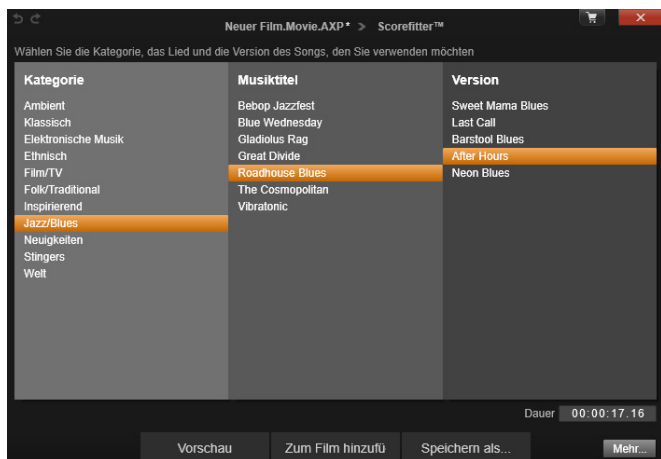 Neuer Film.Movie.AXP* > Scorefitter™
Wählen Sie die Kategorie, das Lied und die Version des Songs, den Sie verwenden möchten
Kategorie
Ambient
Klassisch
Elektronische Musik
Ethnisch
Film/TV
Folk/Traditional
Inspirierend
Jazz/Blues
Neuigkeiten
Stingers
Welt
Musiktitel
Bebop Jazzfest
Blue Wednesday
Gladiolus Rag
Great Divide
Roadhouse Blues
The Cosmopolitan
Vibratonic
Version
Sweet Mama Blues
Last Call
Barstool Blues
After Hours
Neon Blues
Dauer 00:00:17.16
Vorschau
Zum Film hinzufü
Speichern als...
Mehr...